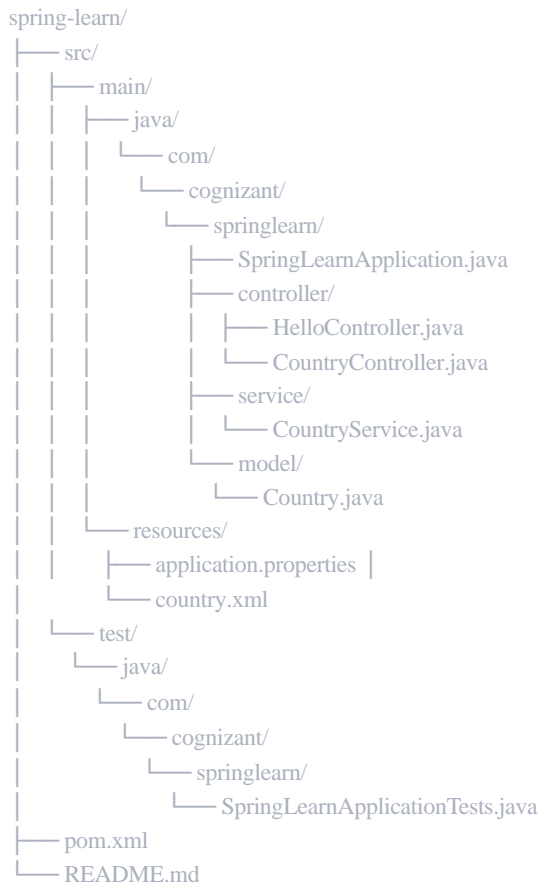 spring-learn/
├── src/
│ ├── main/
│ │ ├── java/
│ │ │ └── com/
│ │ │ └── cognizant/
│ │ │ └── springlearn/
│ │ │ ├── SpringLearnApplication.java
│ │ │ ├── controller/
│ │ │ │ ├── HelloController.java
│ │ │ │ └── CountryController.java
│ │ │ ├── service/
│ │ │ │ └── CountryService.java
│ │ │ └── model/
│ │ │ └── Country.java
│ │ └── resources/
│ │ ├── application.properties │
│ └── country.xml
│ └── test/
│ └── java/
│ └── com/
│ └── cognizant/
│ └── springlearn/
│ └── SpringLearnApplicationTests.java
├── pom.xml
└── README.md